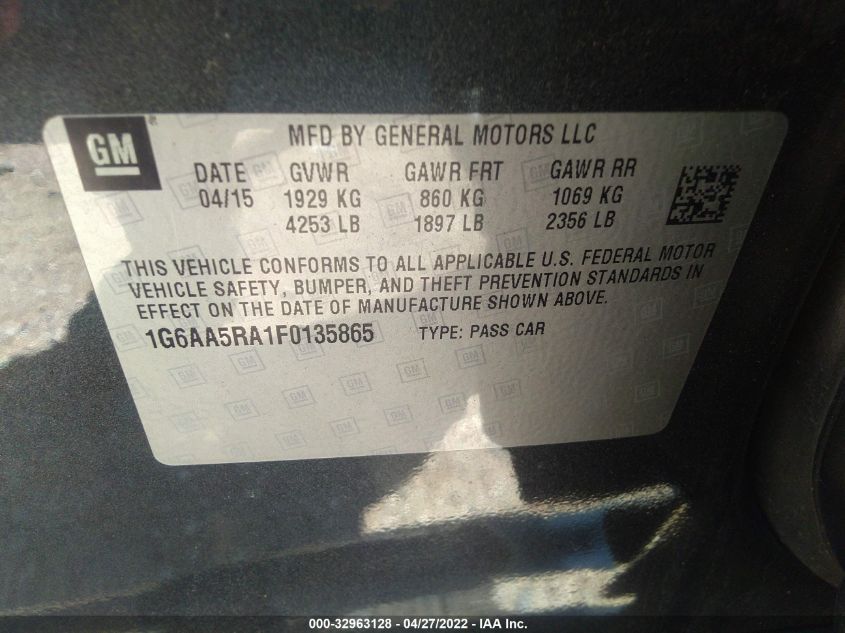 GM
MFD BY GENERAL MOTORS LLC
DATE GVWR GAWR FRT GAWR RR
04/15 1929 KG 860 KG 1069 KG
4253 LB 1897 LB 2356 LB
THIS VEHICLE CONFORMS TO ALL APPLICABLE U.S. FEDERAL MOTOR
VEHICLE SAFETY, BUMPER, AND THEFT PREVENTION STANDARDS IN
EFFECT ON THE DATE OF MANUFACTURE SHOWN ABOVE.
1G6AA5RA1F0135865 TYPE: PASS CAR
000-32963128 - 04/27/2022 - IAA Inc.